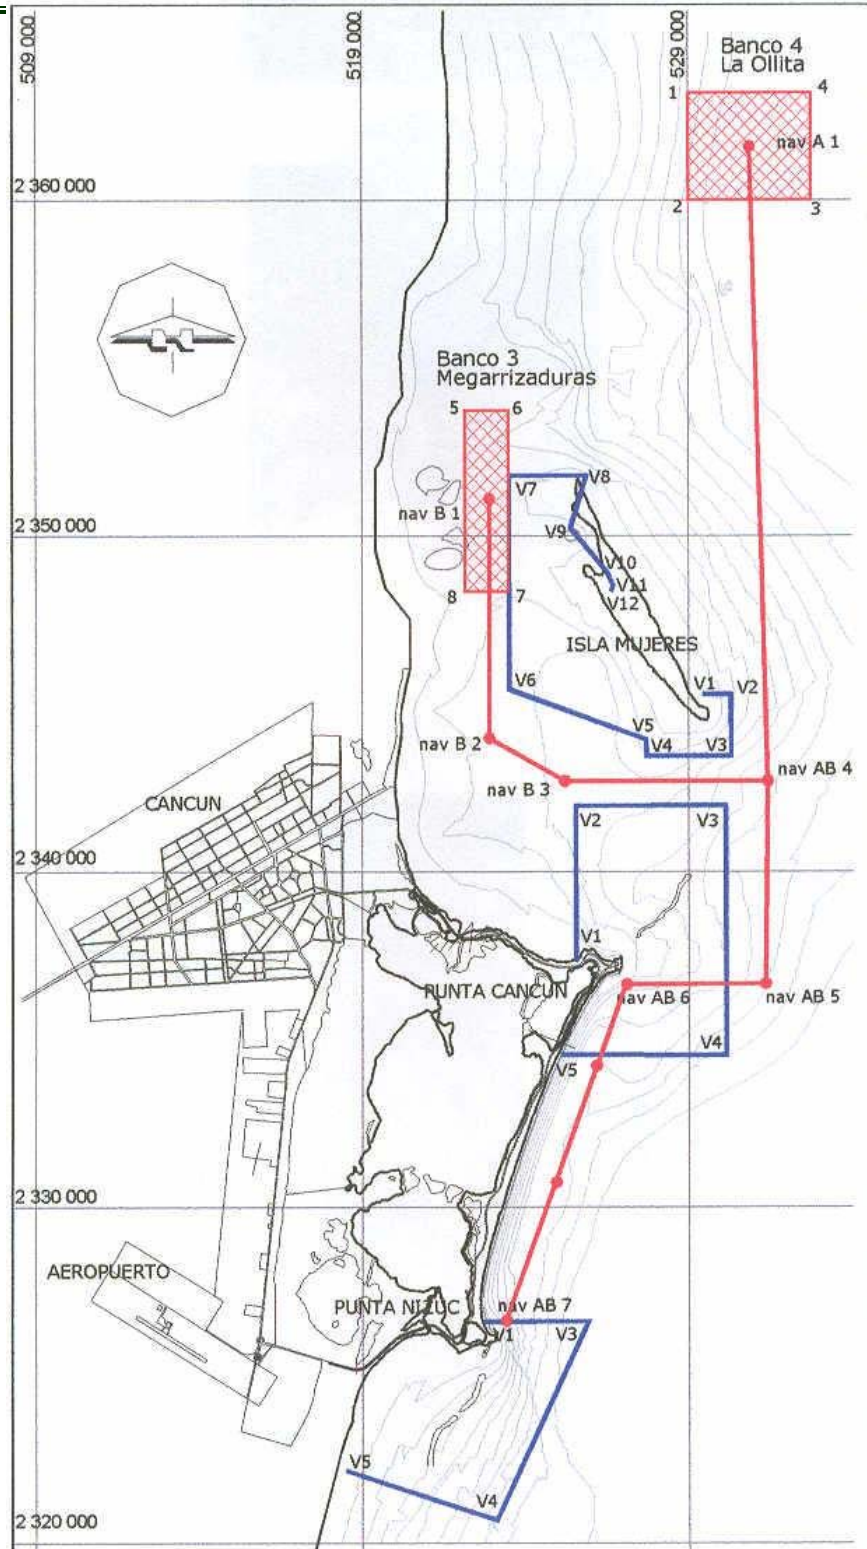 509 000
519 000
529 000
Banco 4
La Ollita
1
4
nav A 1
2 360 000
2
3
Banco 3
Megarrizaduras
5
6
V7
V8
nav B 1
V9
2 350 000
V10
V11
8
7
V12
ISLA MUJERES
V6
V1
V2
V5
nav B 2
V4
V3
nav AB 4
nav B 3
CANCUN
V2
V3
2 340 000
V1
PUNTA CANCUN
nav AB 6
nav AB 5
V4
V5
2 330 000
AEROPUERTO
PUNTA NIZUC
nav AB 7
V1
V3
V5
V4
2 320 000